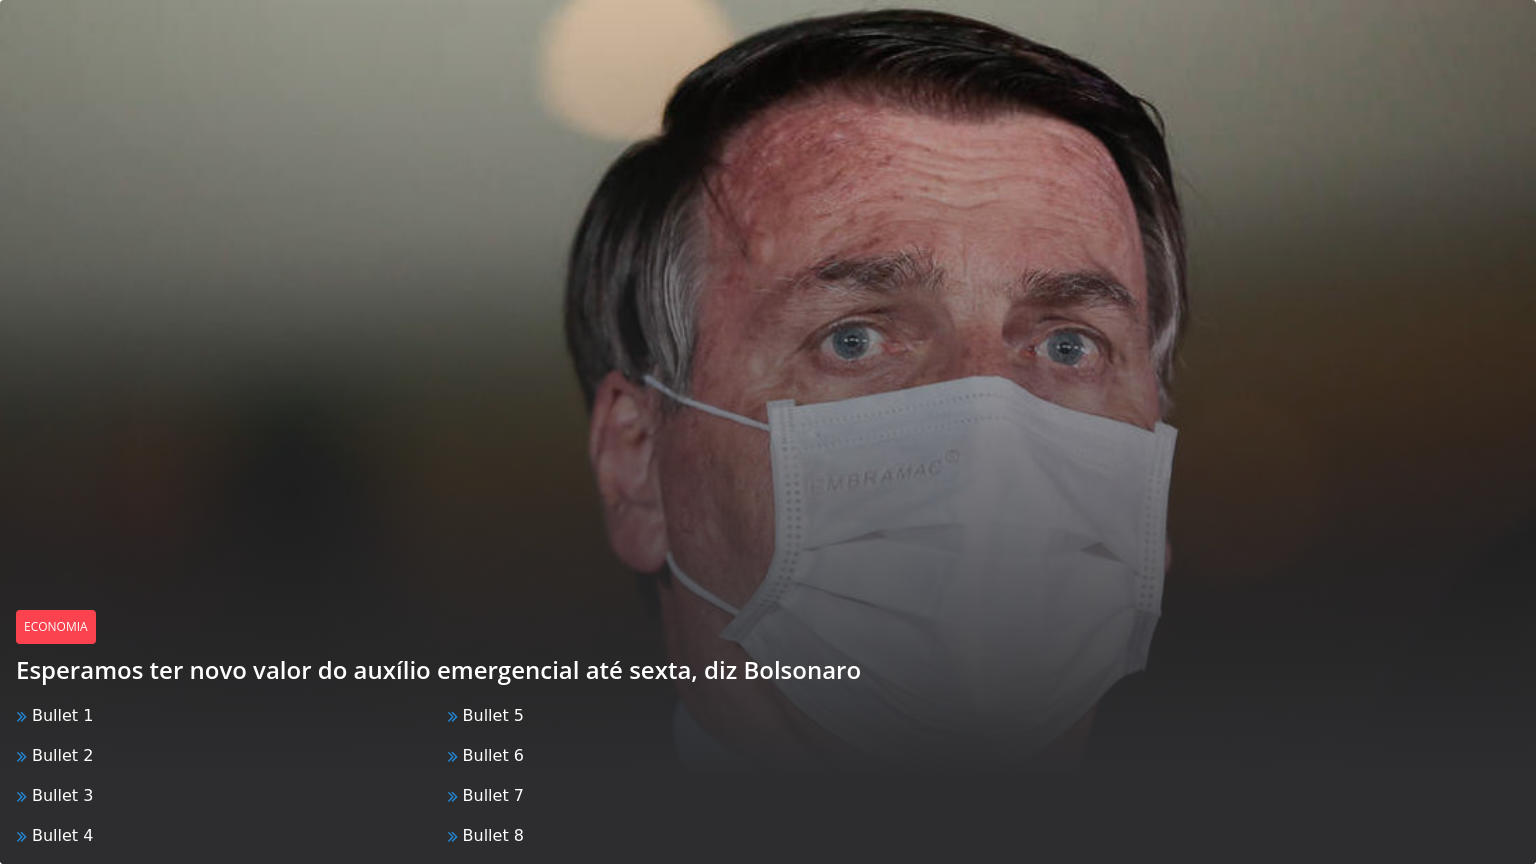 EMBRAMAC®
ECONOMIA
Esperamos ter novo valor do auxílio emergencial até sexta, diz Bolsonaro
Bullet 1
Bullet 2
Bullet 3
Bullet 4
Bullet 5
Bullet 6
Bullet 7
Bullet 8